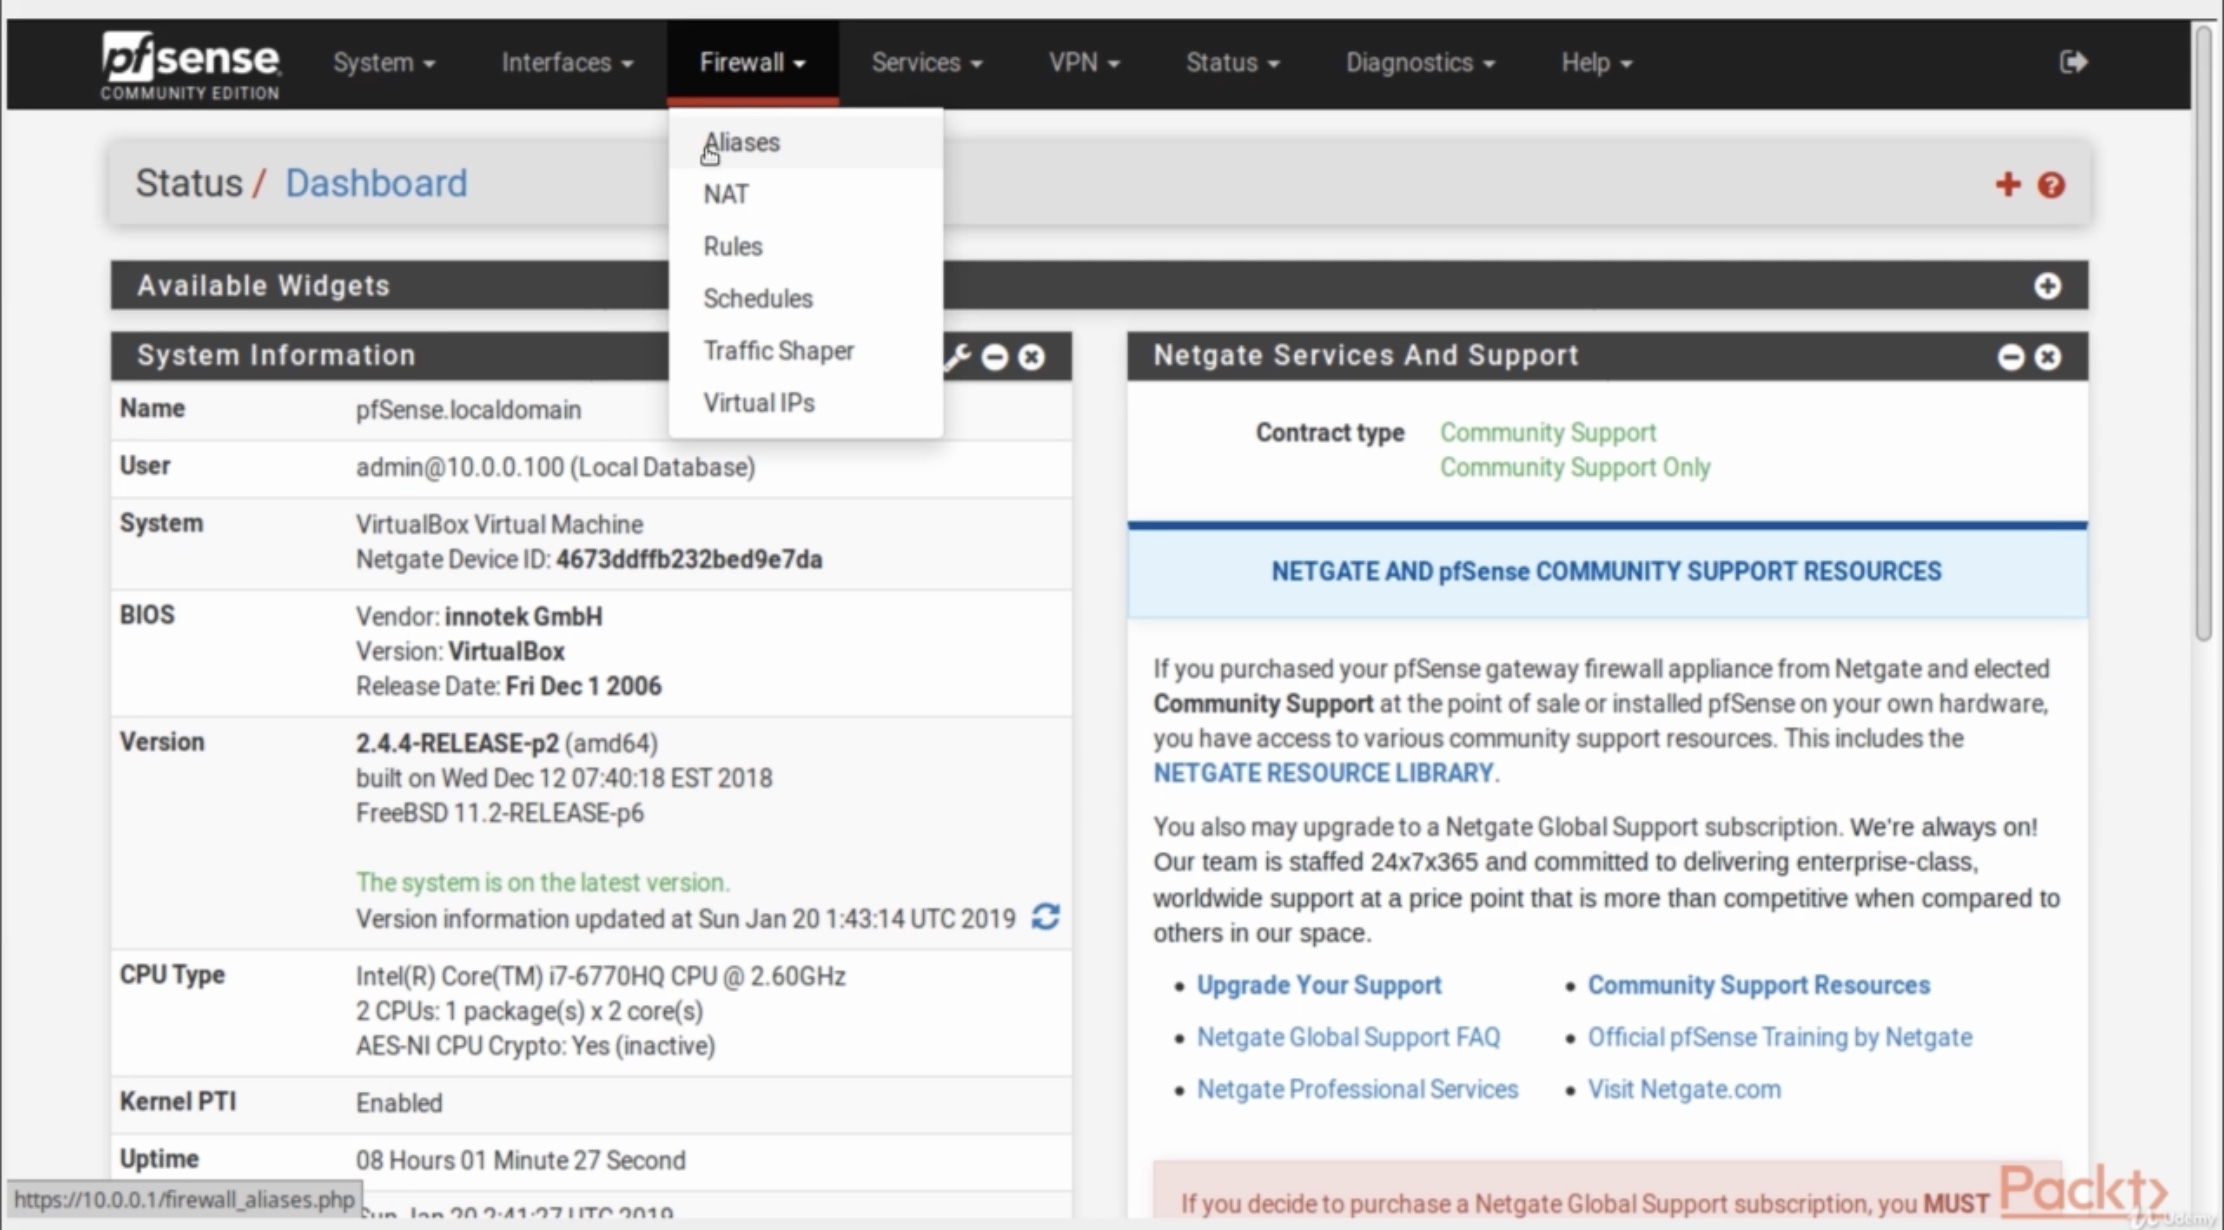 pfsense
COMMUNITY EDITION
System
Interfaces
Firewall
Services
VPN
Status
Diagnostics
Help
Aliases
NAT
Rules
Schedules
Traffic Shaper
Virtual IPs
Status / Dashboard
Available Widgets
System Information
Name pfSense.localdomain
User admin@10.0.0.100 (Local Database)
System VirtualBox Virtual Machine
Netgate Device ID: 4673ddffb232bed9e7da
BIOS Vendor: innotek GmbH
Version: VirtualBox
Release Date: Fri Dec 1 2006
Version 2.4.4-RELEASE-p2 (amd64)
built on Wed Dec 12 07:40:18 EST 2018
FreeBSD 11.2-RELEASE-p6
The system is on the latest version.
Version information updated at Sun Jan 20 1:43:14 UTC 2019
CPU Type Intel(R) Core(TM) i7-6770HQ CPU @ 2.60GHz
2 CPUs: 1 package(s) x 2 core(s)
AES-NI CPU Crypto: Yes (inactive)
Kernel PTI Enabled
Uptime 08 Hours 01 Minute 27 Second
Sun Jan 20 2:41:27 UTC 2019
https://10.0.0.1/firewall_aliases.php
Netgate Services And Support
Contract type Community Support
Community Support Only
NETGATE AND pfSense COMMUNITY SUPPORT RESOURCES
If you purchased your pfSense gateway firewall appliance from Netgate and elected
Community Support at the point of sale or installed pfSense on your own hardware,
you have access to various community support resources. This includes the
NETGATE RESOURCE LIBRARY.
You also may upgrade to a Netgate Global Support subscription. We're always on!
Our team is staffed 24x7x365 and committed to delivering enterprise-class,
worldwide support at a price point that is more than competitive when compared to
others in our space.
Upgrade Your Support
Community Support Resources
Netgate Global Support FAQ
Official pfSense Training by Netgate
Netgate Professional Services
Visit Netgate.com
If you decide to purchase a Netgate Global Support subscription, you MUST
Packt>
Udemy